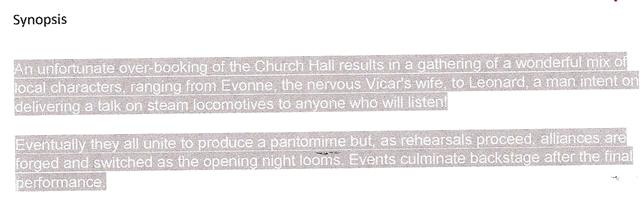 Synopsis
An unfortunate over-booking of the Church Hall results in a gathering of a wonderful mix of
local characters, ranging from Evonne, the nervous Vicar's wife, to Leonard, a man intent on
delivering a talk on steam locomotives to anyone who will listen!
Eventually they all unite to produce a pantomime but, as rehearsals proceed, alliances are
forged and switched as the opening night looms. Events culminate backstage after the final
performance.